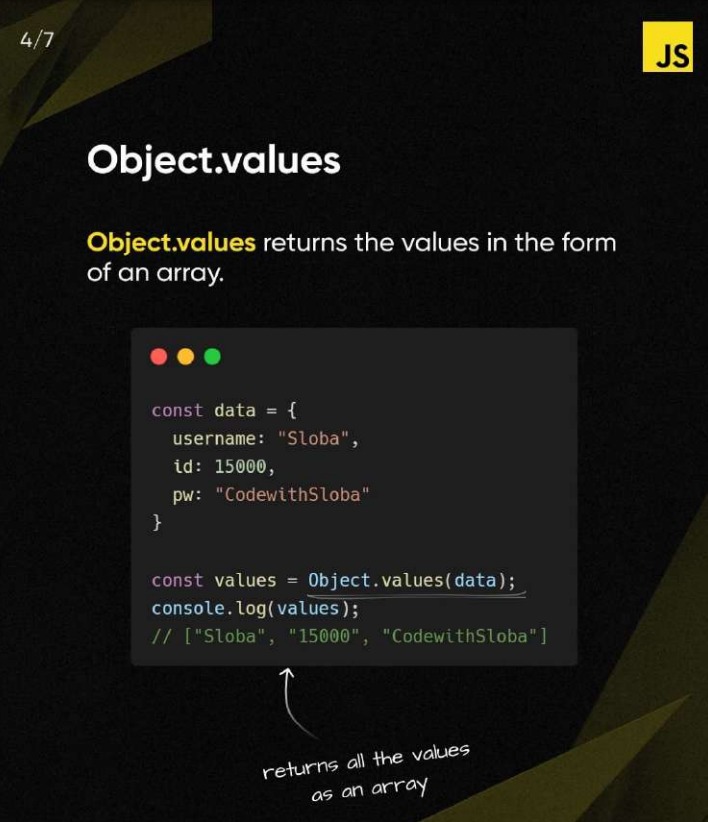 4/7
JS
Object.values
Object.values returns the values in the form
of an array.
const data = {
  username: "Sloba",
  id: 15000,
  pw: "CodewithSloba"
}
const values = Object.values(data);
console.log(values);
// ["Sloba", "15000", "CodewithSloba"]
returns all the values
as an array